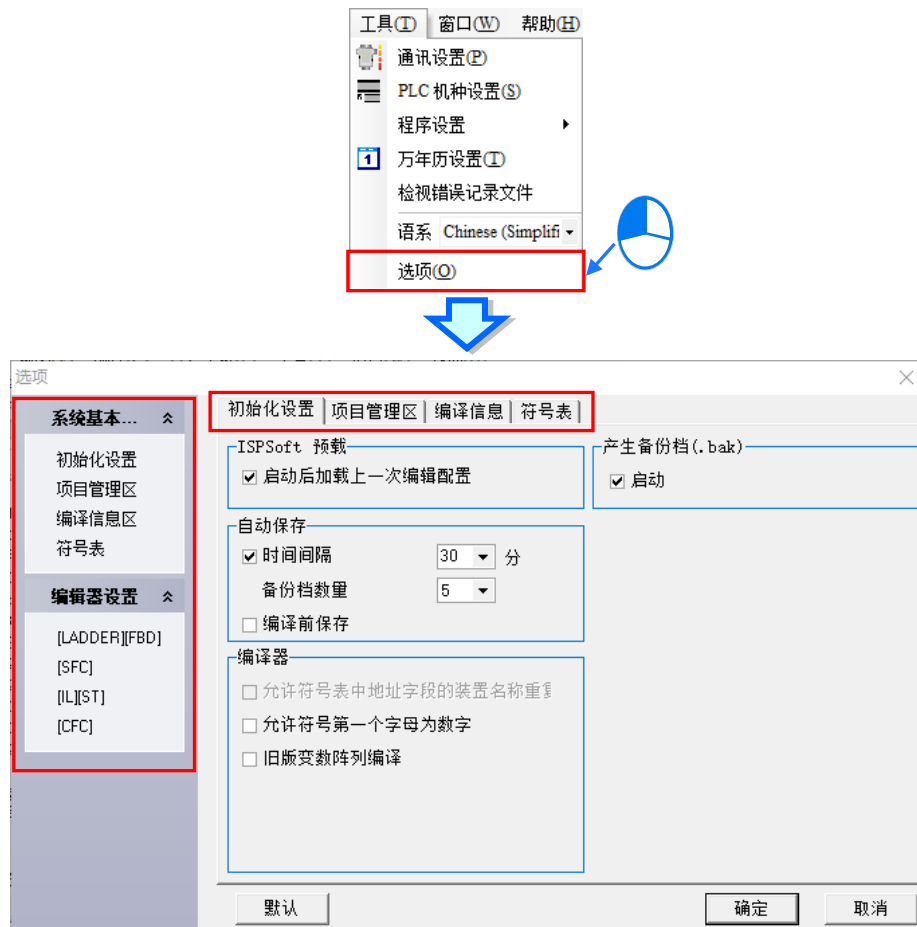 工具(T) 窗口(W) 帮助(H)
通讯设置(P)
PLC 机种设置(S)
程序设置
1 万年历设置(T)
检视错误记录文件
语系 Chinese (Simplifi
选项(O)
选项
系统基本...
初始化设置
项目管理区
编译信息区
符号表
编辑器设置
[LADDER][FBD]
[SFC]
[IL][ST]
[CFC]
初始化设置 项目管理区 编译信息 符号表
ISPSoft 预载
启动后加载上一次编辑配置
产生备份档(.bak)
启动
自动保存
时间间隔 30 分
备份档数量 5
编译前保存
编译器
允许符号表中地址字段的装置名称重
允许符号第一个字母为数字
旧版变数阵列编译
默认 确定 取消